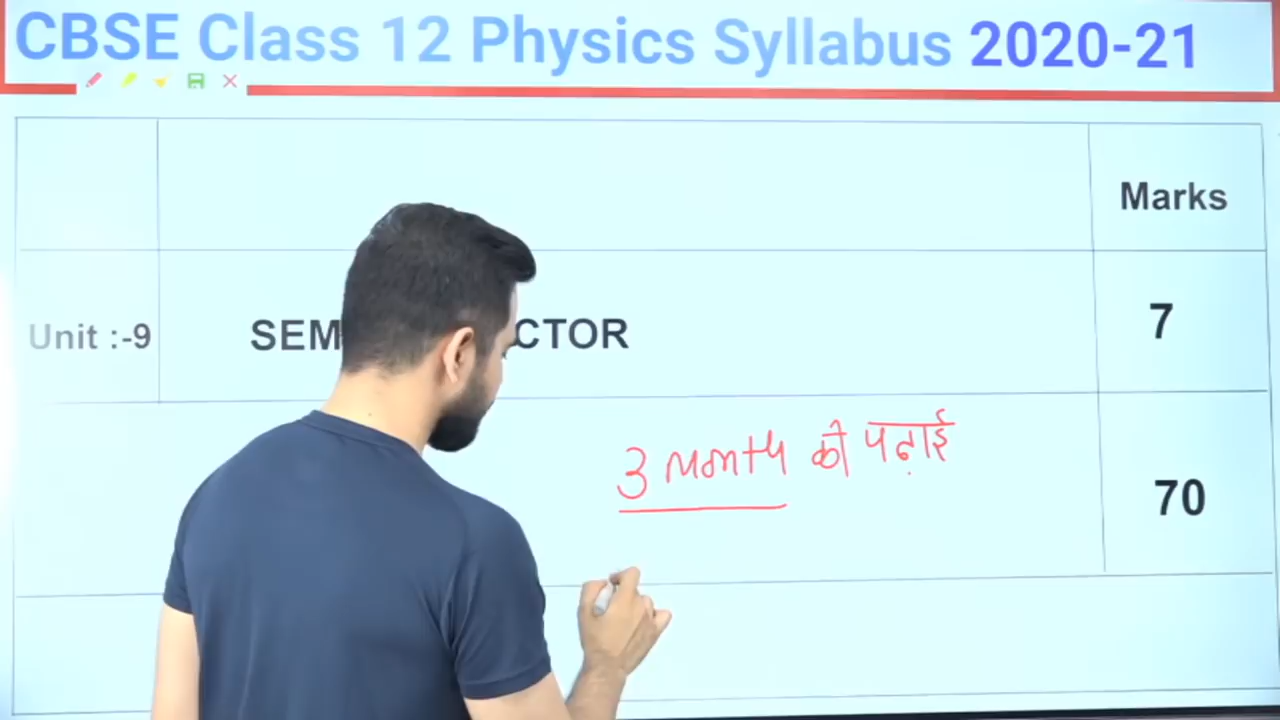 CBSE Class 12 Physics Syllabus 2020-21
Marks
Unit :-9 SEM CTOR 7
3 month की पढ़ाई
70